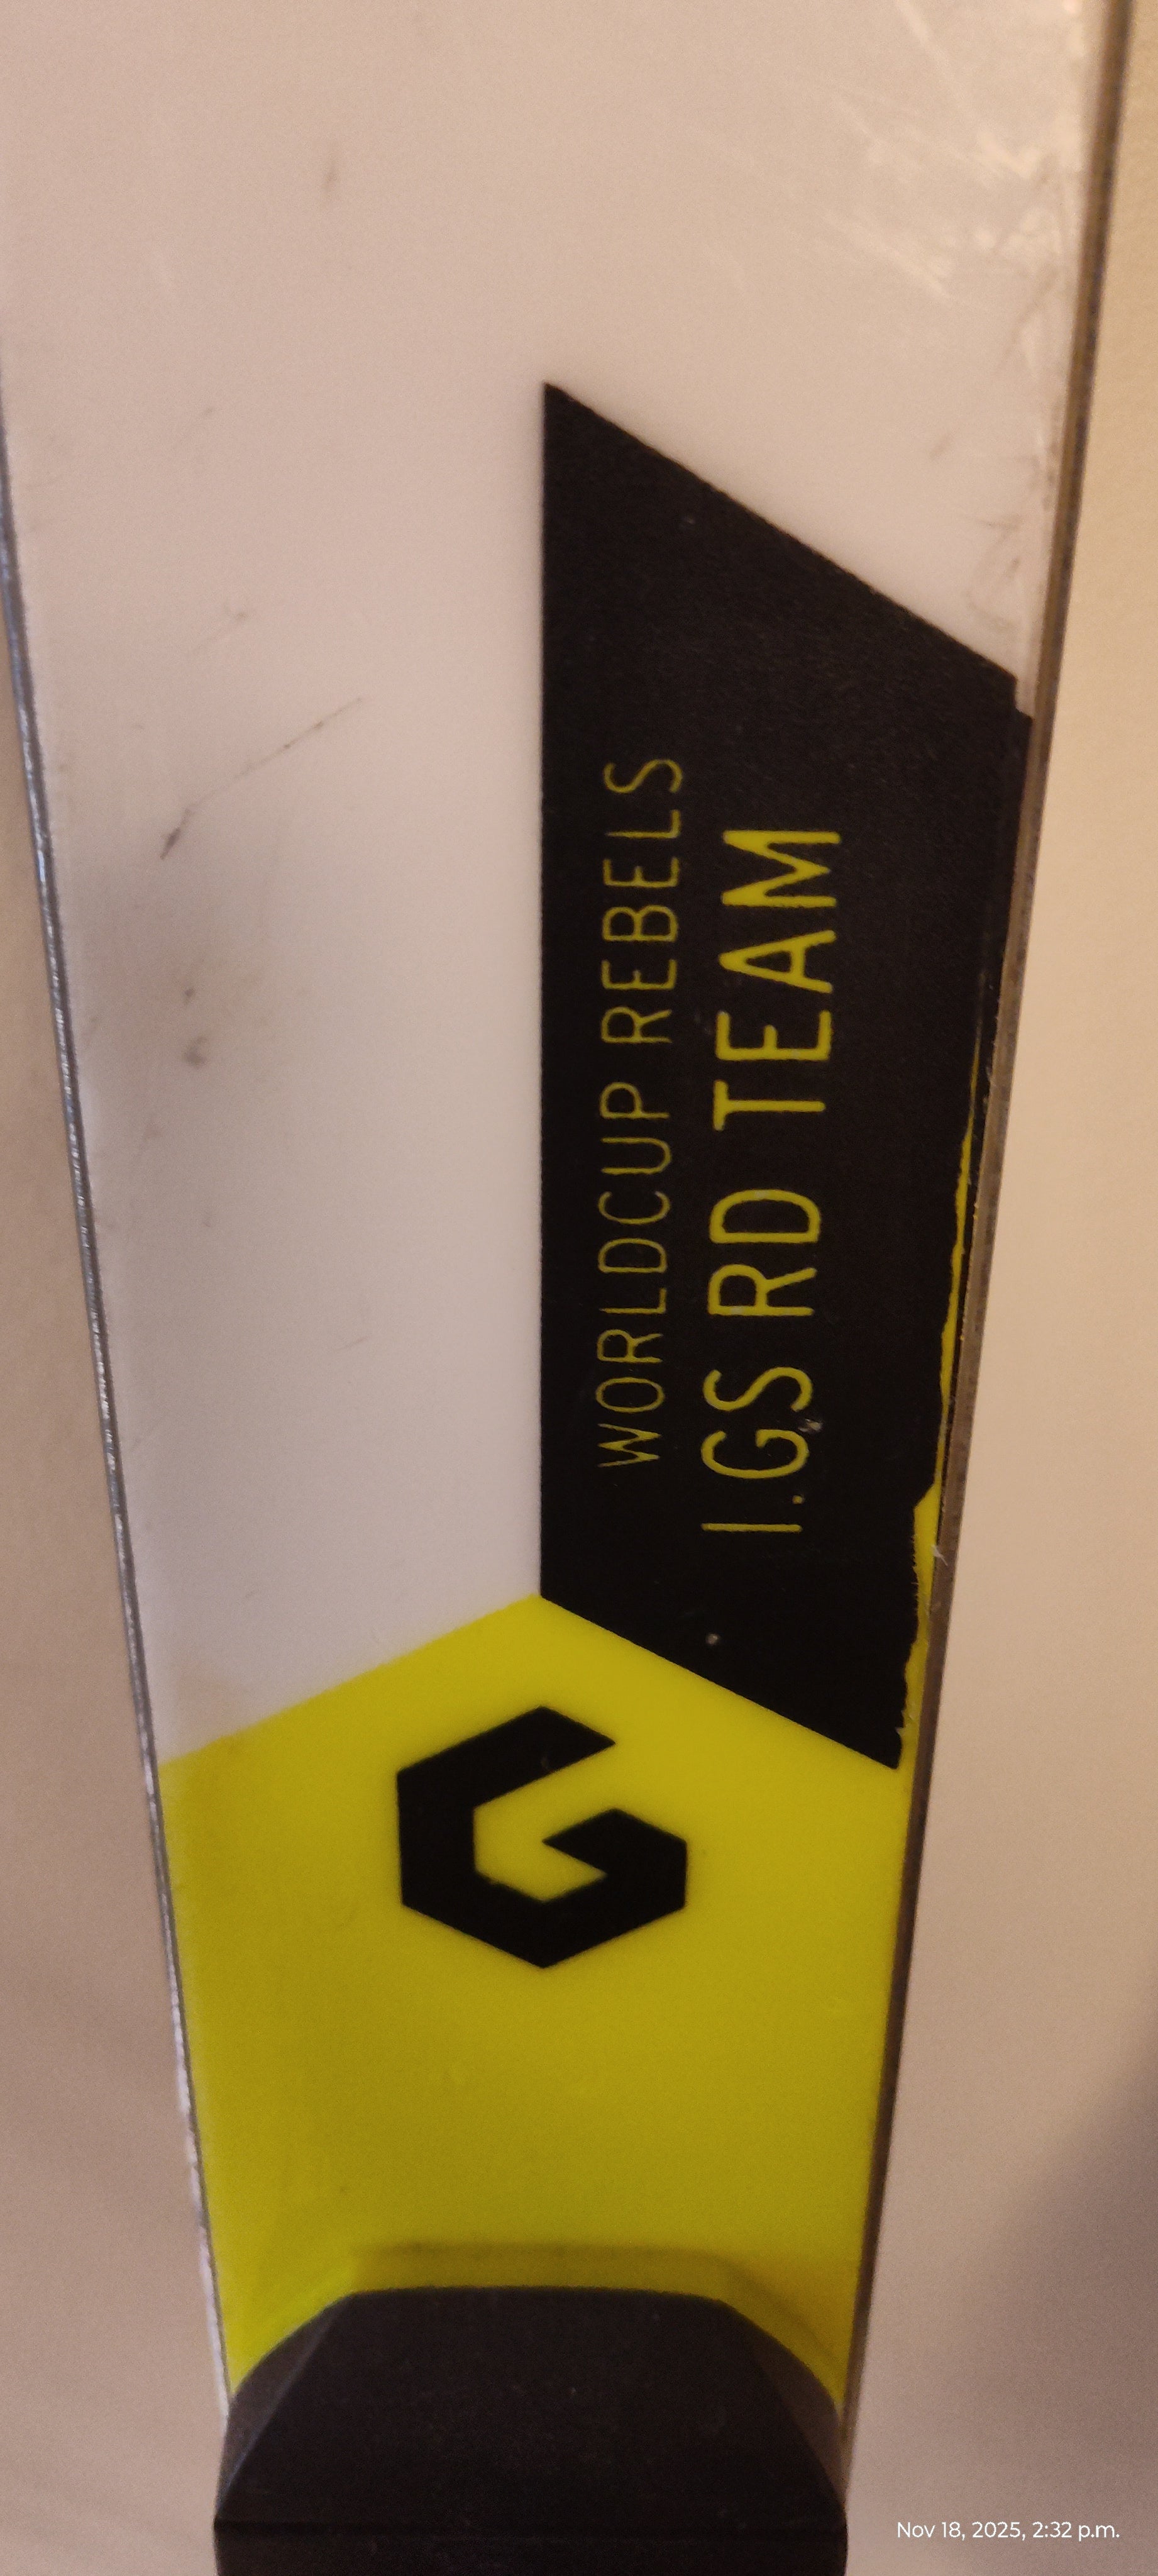 WORLDCUP REBELS
I.GS RD TEAM
G
Nov 18, 2025, 2:32 p.m.